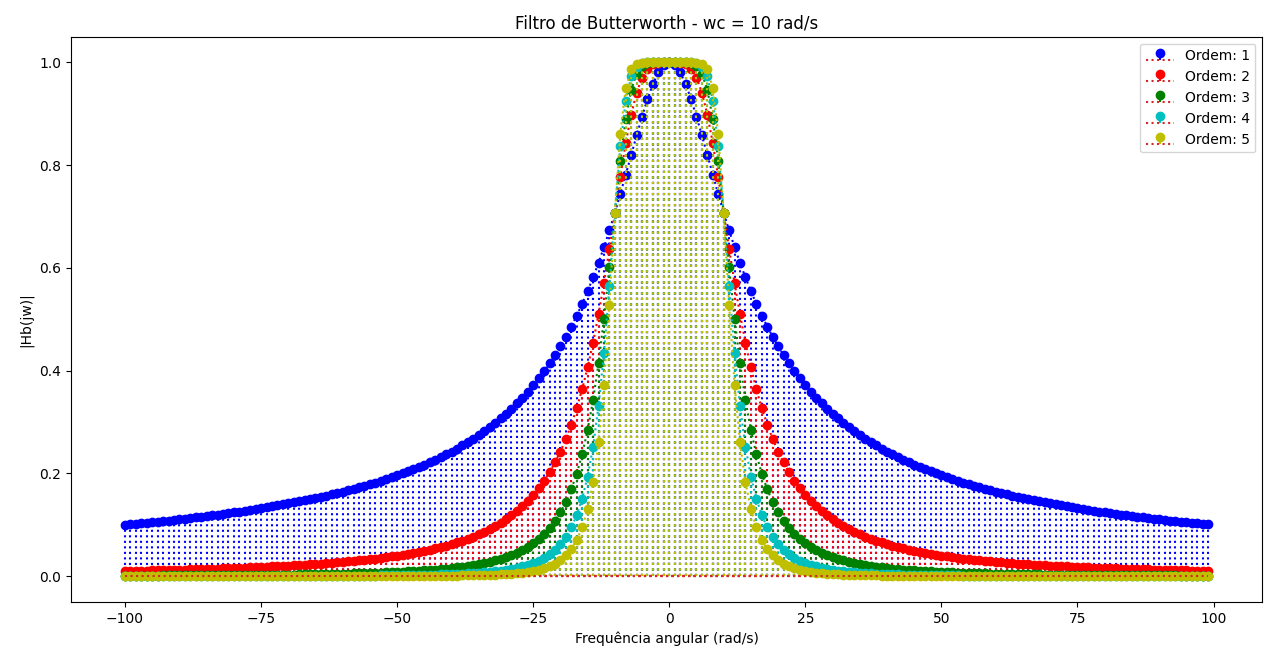 Filtro de Butterworth - wc = 10 rad/s
Ordem: 1
Ordem: 2
Ordem: 3
Ordem: 4
Ordem: 5
|Hb(jw)|
1.0
0.8
0.6
0.4
0.2
0.0
−100 −75 −50 −25 0 25 50 75 100
Frequência angular (rad/s)